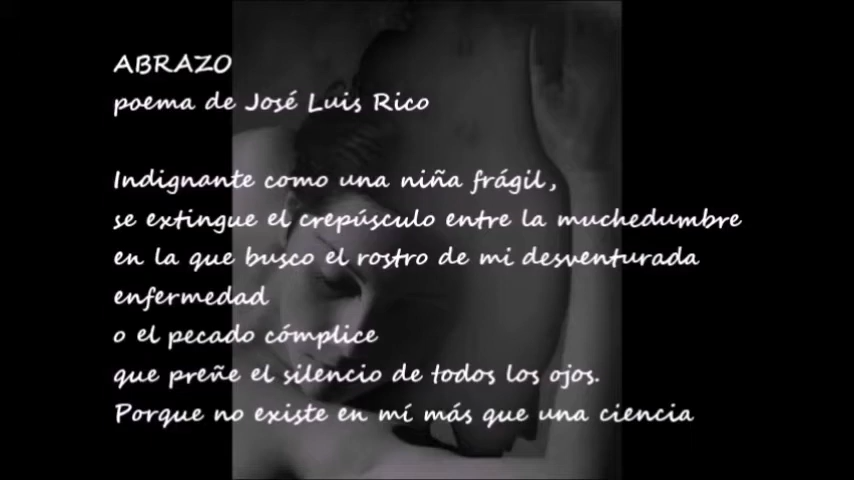 ABRAZO
poema de José Luis Rico
Indignante como una niña frágil,
se extingue el crepúsculo entre la muchedumbre
en la que busco el rostro de mi desventurada
enfermedad
o el pecado cómplice
que preñe el silencio de todos los ojos.
Porque no existe en mí más que una ciencia